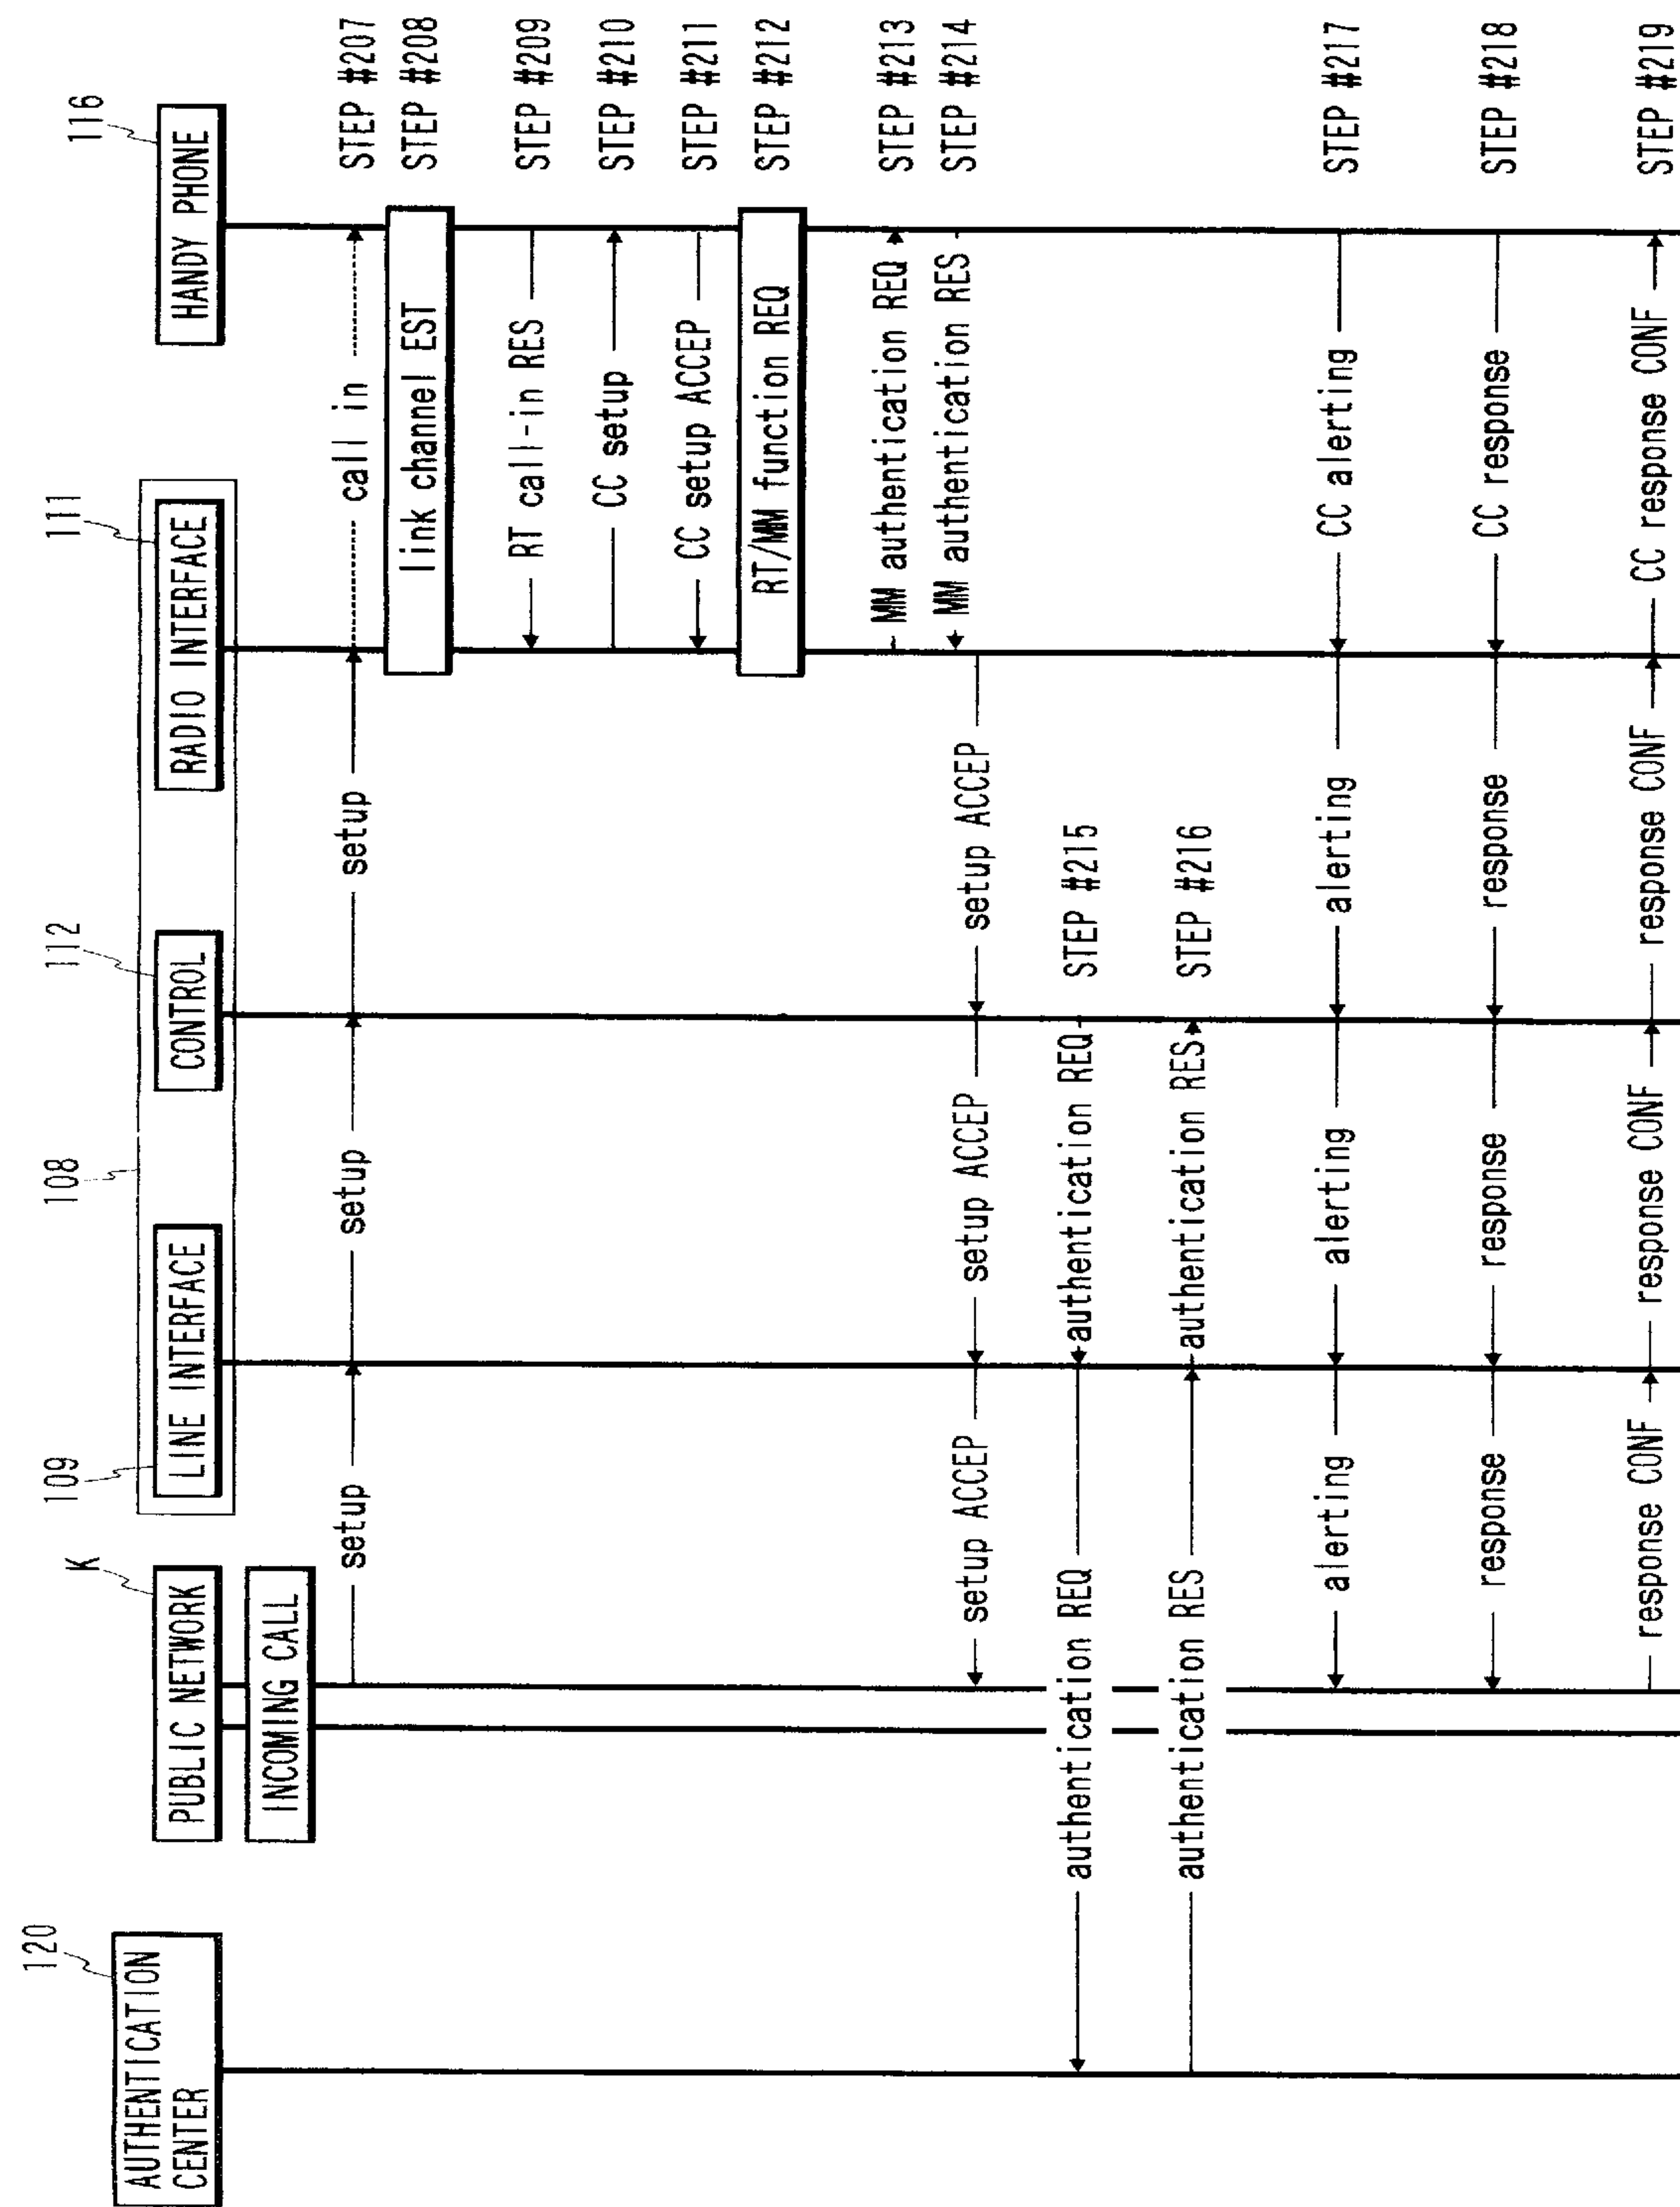 120
K
109
108
112
111
116
AUTHENTICATION
CENTER
PUBLIC NETWORK
LINE INTERFACE
CONTROL
RADIO INTERFACE
HANDY PHONE
INCOMING CALL
setup
setup
setup
call in
STEP #207
link channel EST
STEP #208
RT call-in RES
STEP #209
CC setup
STEP #210
CC setup ACCEP
STEP #211
RT/MM function REQ
STEP #212
MM authentication REQ
STEP #213
MM authentication RES
STEP #214
setup ACCEP
setup ACCEP
setup ACCEP
authentication REQ
authentication REQ
STEP #215
authentication RES
authentication RES
STEP #216
alerting
alerting
alerting
CC alerting
STEP #217
response
response
response
CC response
STEP #218
response CONF
response CONF
response CONF
CC response CONF
STEP #219